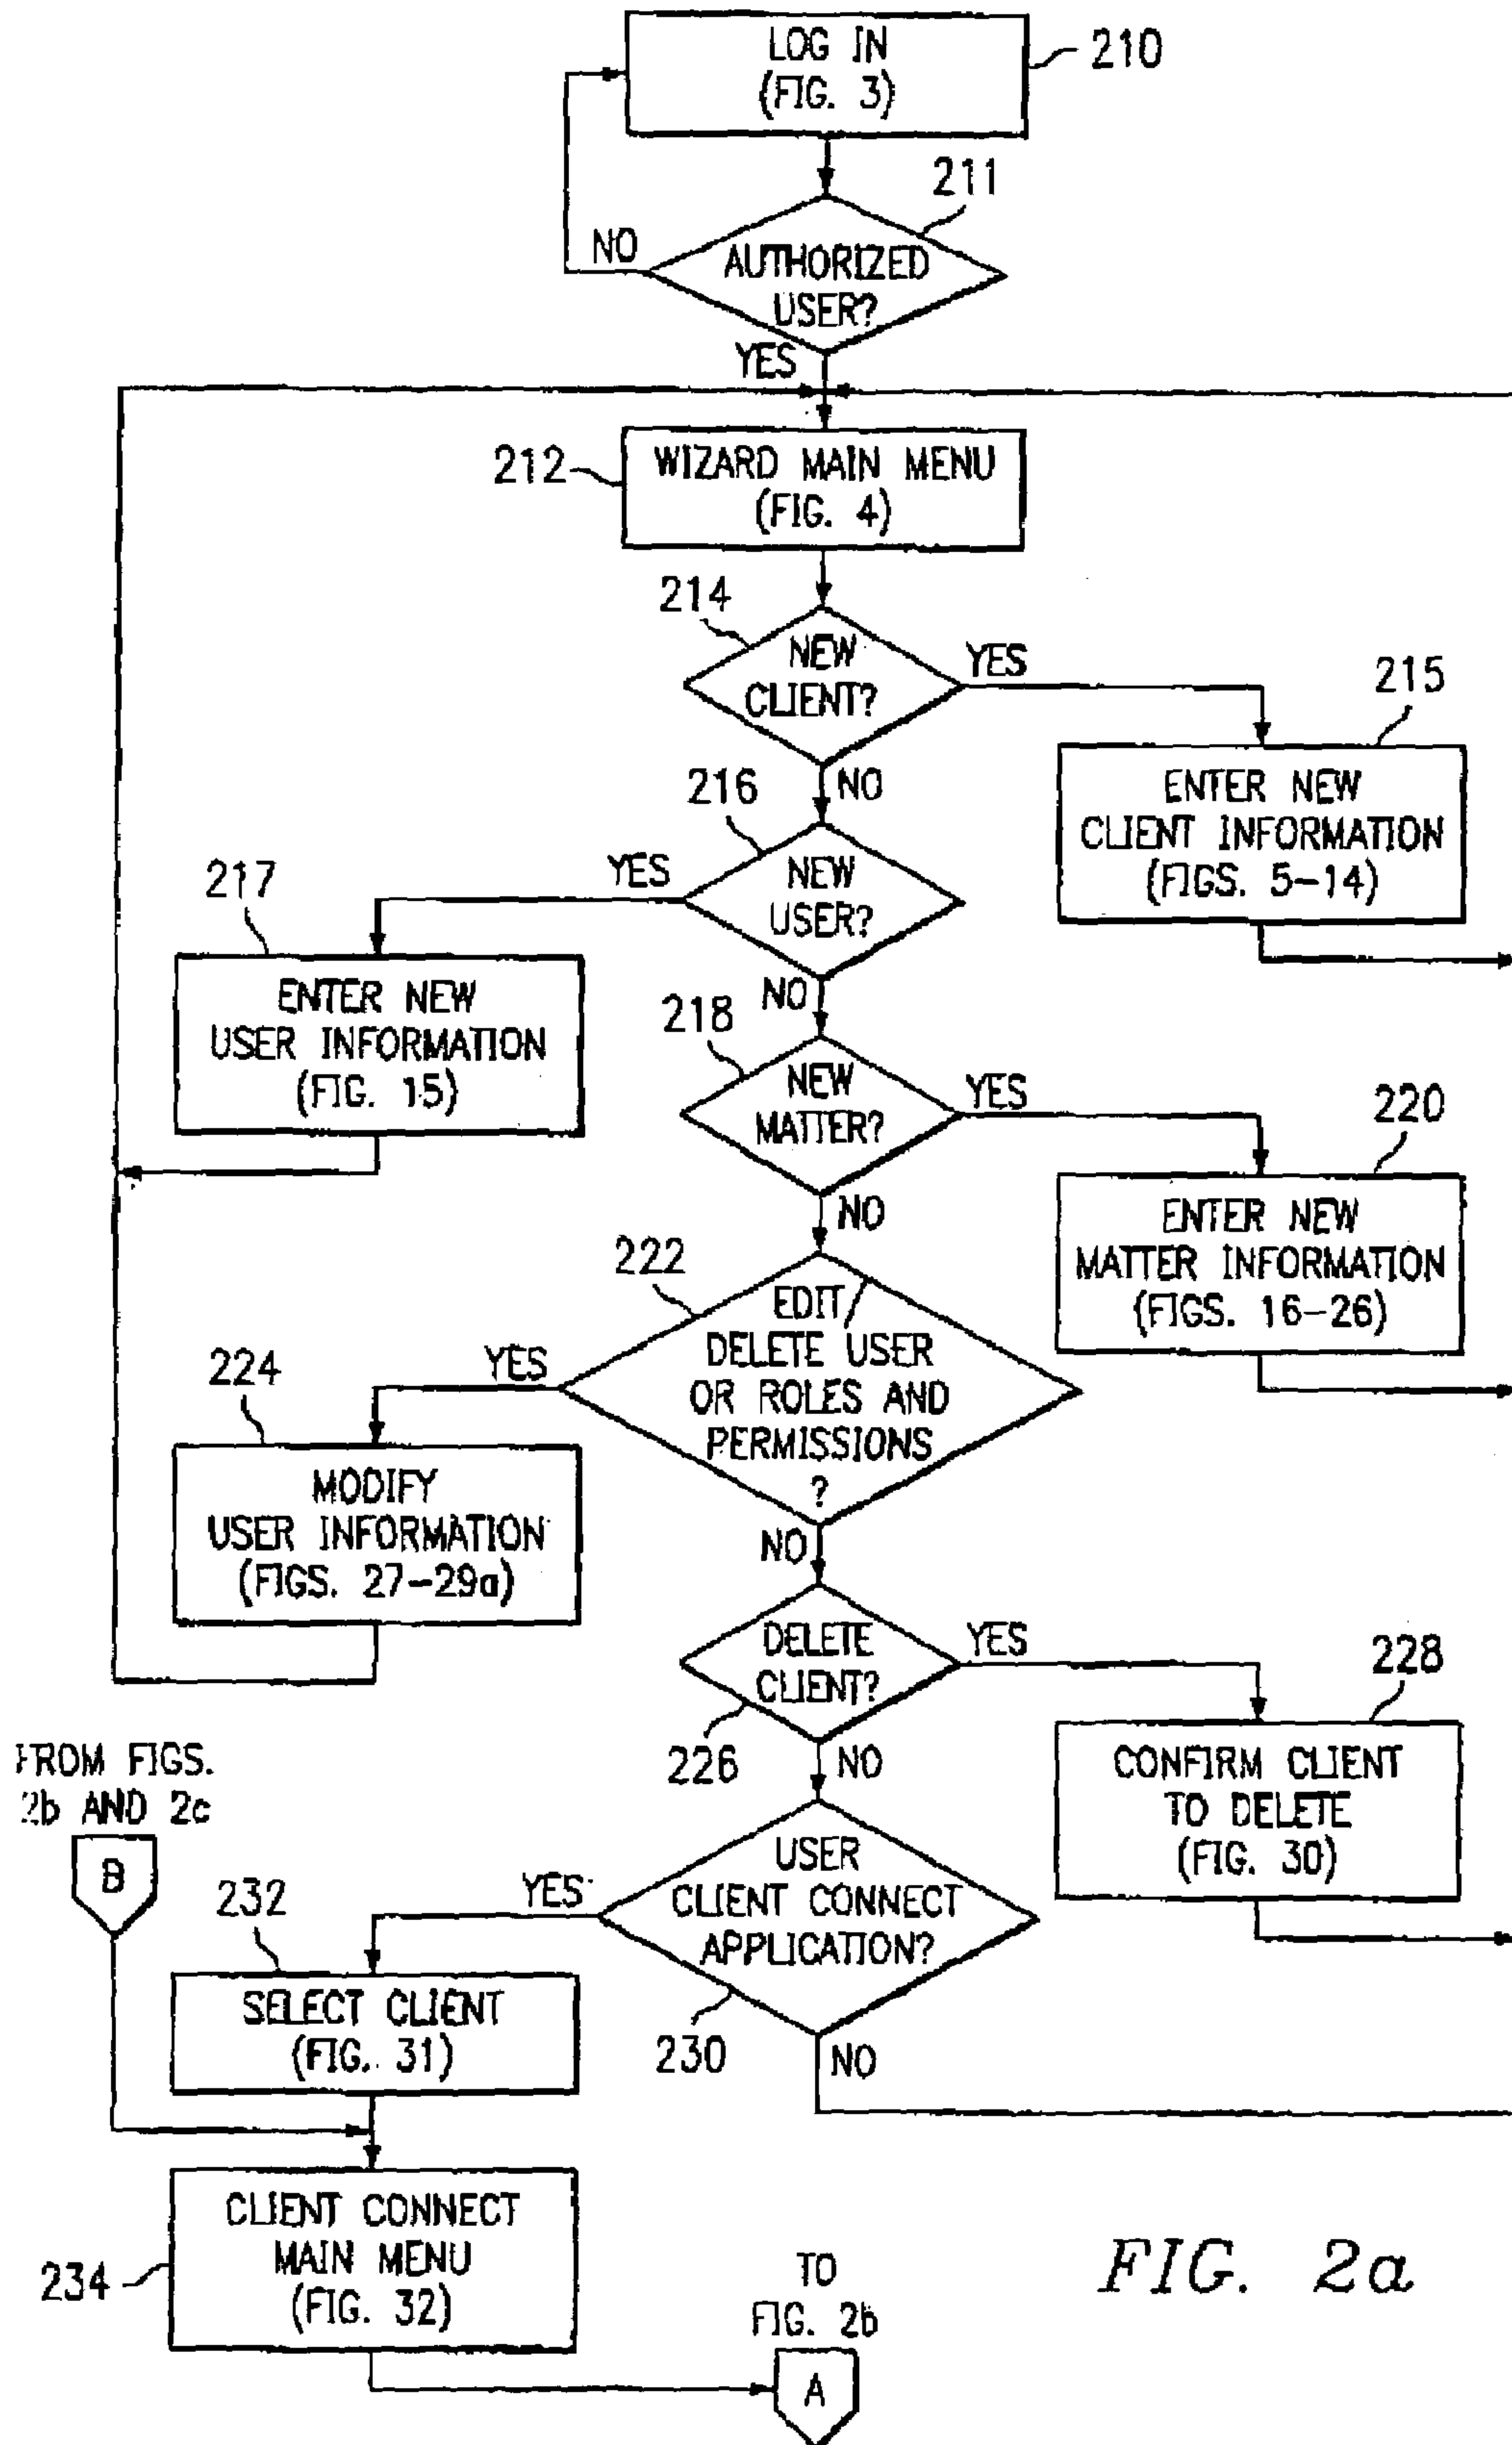 LOG IN
(FIG. 3)
210
211
NO
AUTHORIZED
USER?
YES
212
WIZARD MAIN MENU
(FIG. 4)
214
NEW
CLIENT?
YES
215
ENTER NEW
CLIENT INFORMATION
(FIGS. 5-14)
NO
216
NEW
USER?
YES
217
ENTER NEW
USER INFORMATION
(FIG. 15)
NO
218
NEW
MATTER?
YES
220
ENTER NEW
MATTER INFORMATION
(FIGS. 16-26)
NO
222
EDIT/
DELETE USER
OR ROLES AND
PERMISSIONS
?
YES
224
MODIFY
USER INFORMATION
(FIGS. 27-29a)
NO
DELETE
CLIENT?
226
YES
228
CONFIRM CLIENT
TO DELETE
(FIG. 30)
NO
USER
CLIENT CONNECT
APPLICATION?
230
YES
NO
232
SELECT CLIENT
(FIG. 31)
FROM FIGS.
2b AND 2c
B
234
CLIENT CONNECT
MAIN MENU
(FIG. 32)
TO
FIG. 2b
A
FIG. 2a